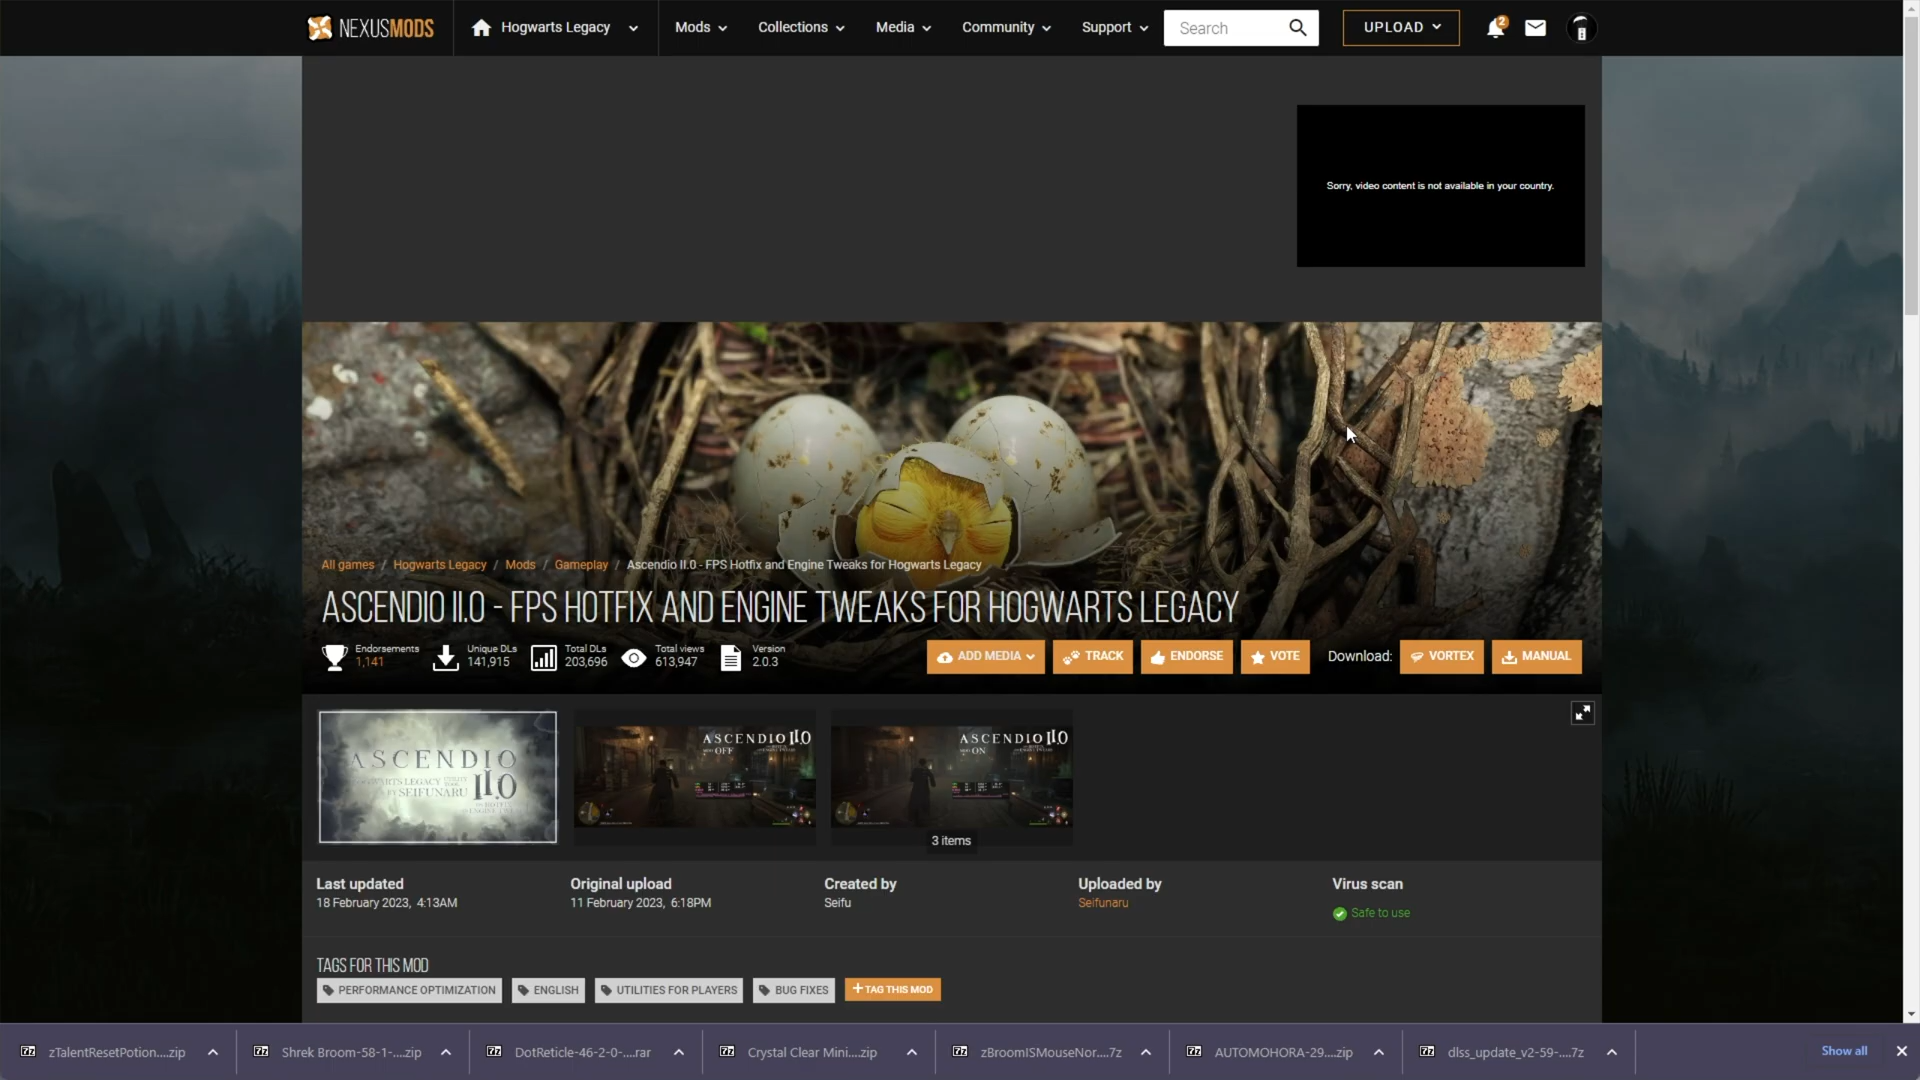 NEXUSMODS
Hogwarts Legacy
Mods
Collections
Media
Community
Support
Search
UPLOAD
2
Sorry, video content is not available in your country.
All games / Hogwarts Legacy / Mods / Gameplay / Ascendio II.0 - FPS Hotfix and Engine Tweaks for Hogwarts Legacy
ASCENDIO II.0 - FPS HOTFIX AND ENGINE TWEAKS FOR HOGWARTS LEGACY
Endorsements
1,141
Unique DLs
141,915
Total DLs
203,696
Total views
613,947
Version
2.0.3
ADD MEDIA
TRACK
ENDORSE
VOTE
Download:
VORTEX
MANUAL
ASCENDIO
II.0
BY SEIFUNARU
ASCENDIO II.0
MOD OFF
ASCENDIO II.0
MOD ON
3 items
Last updated
18 February 2023, 4:13AM
Original upload
11 February 2023, 6:18PM
Created by
Seifu
Uploaded by
Seifunaru
Virus scan
Safe to use
TAGS FOR THIS MOD
PERFORMANCE OPTIMIZATION
ENGLISH
UTILITIES FOR PLAYERS
BUG FIXES
+ TAG THIS MOD
zTalentResetPotion....zip
Shrek Broom-58-1-....zip
DotReticle-46-2-0-....rar
Crystal Clear Mini....zip
zBroomISMouseNor....7z
AUTOMOHORA-29....zip
dlss_update_v2-59-....7z
Show all